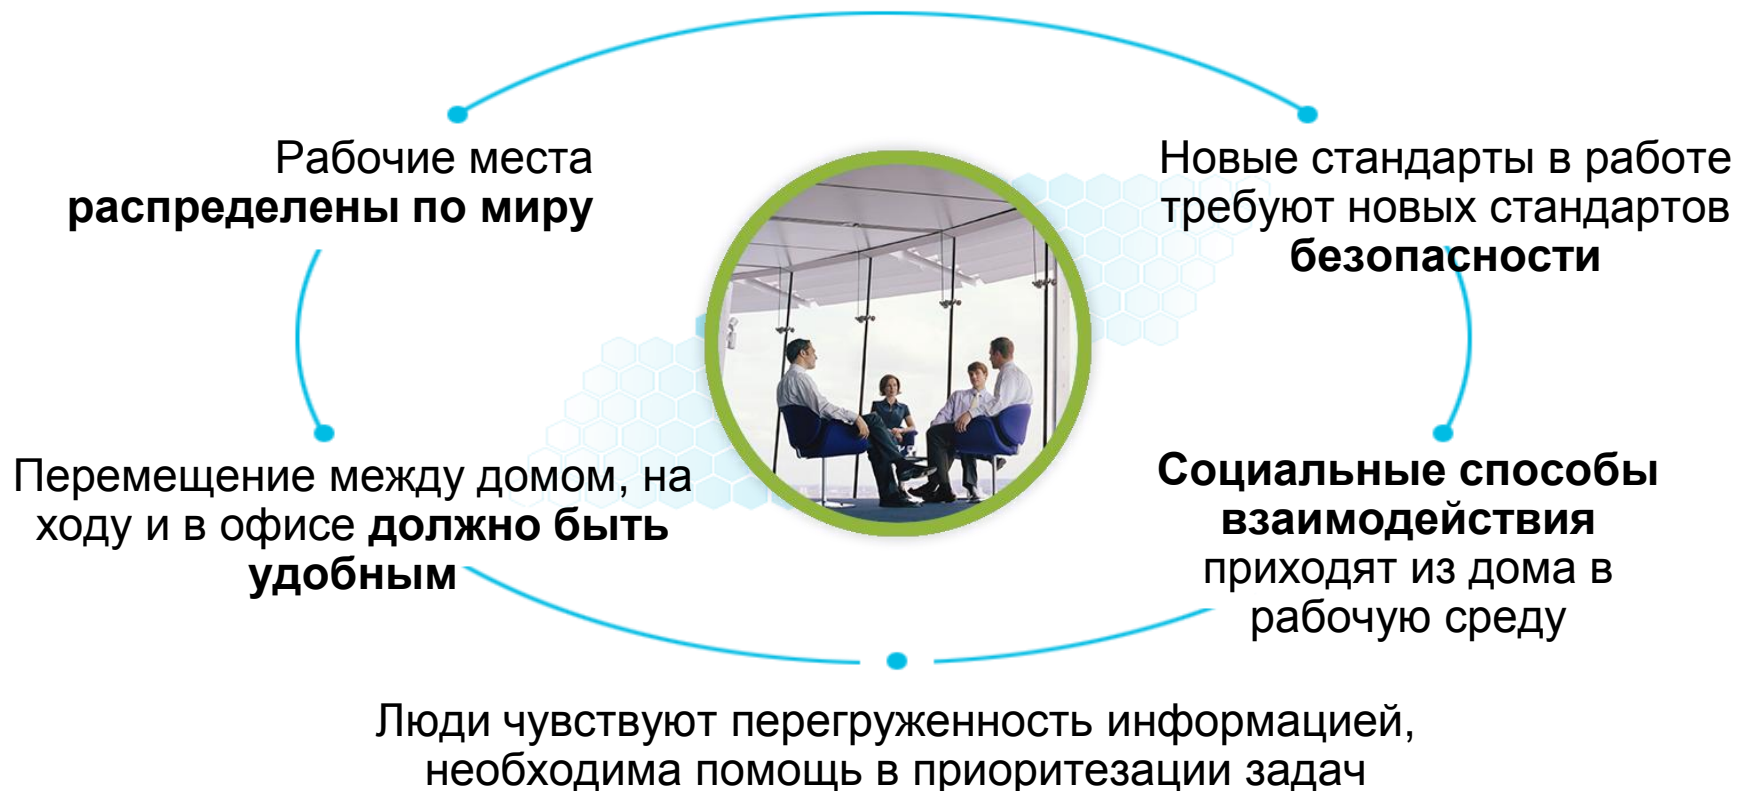 Рабочие места
распределены по миру
Новые стандарты в работе
требуют новых стандартов
безопасности
Перемещение между домом, на
ходу и в офисе должно быть
удобным
Социальные способы
взаимодействия
приходят из дома в
рабочую среду
Люди чувствуют перегруженность информацией,
необходима помощь в приоритезации задач